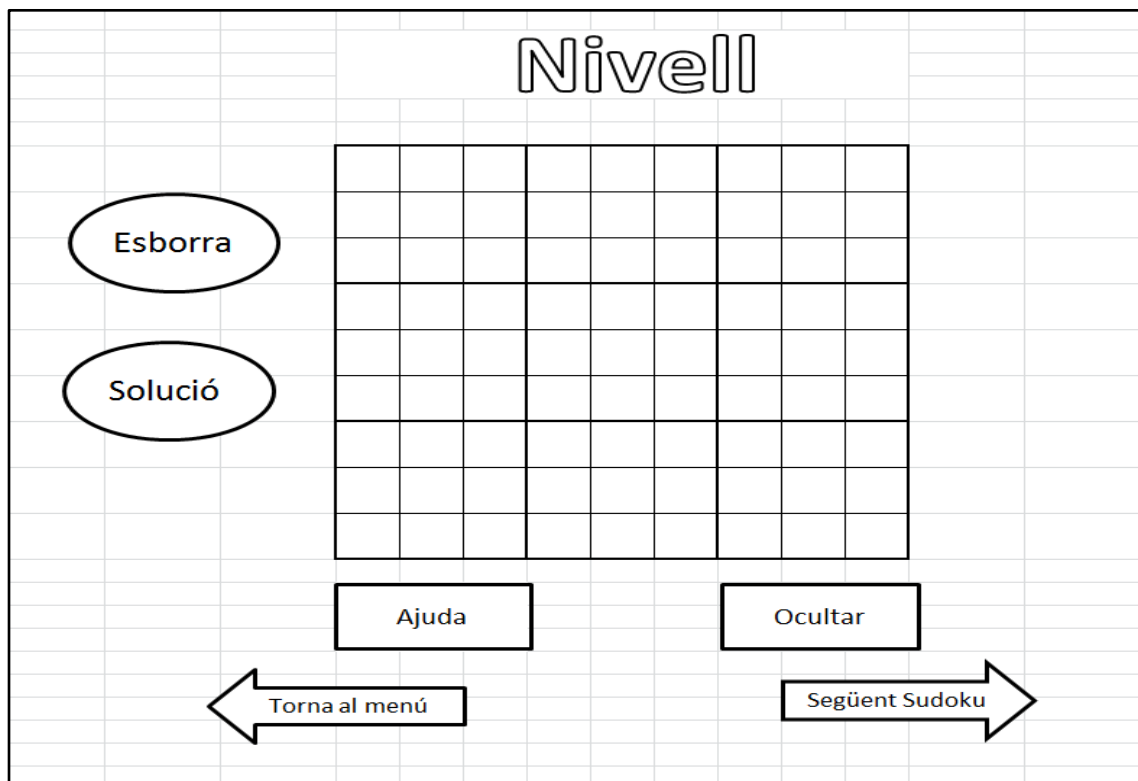 Nivell
Esborra
Solució
Ajuda
Ocultar
Torna al menú
Següent Sudoku